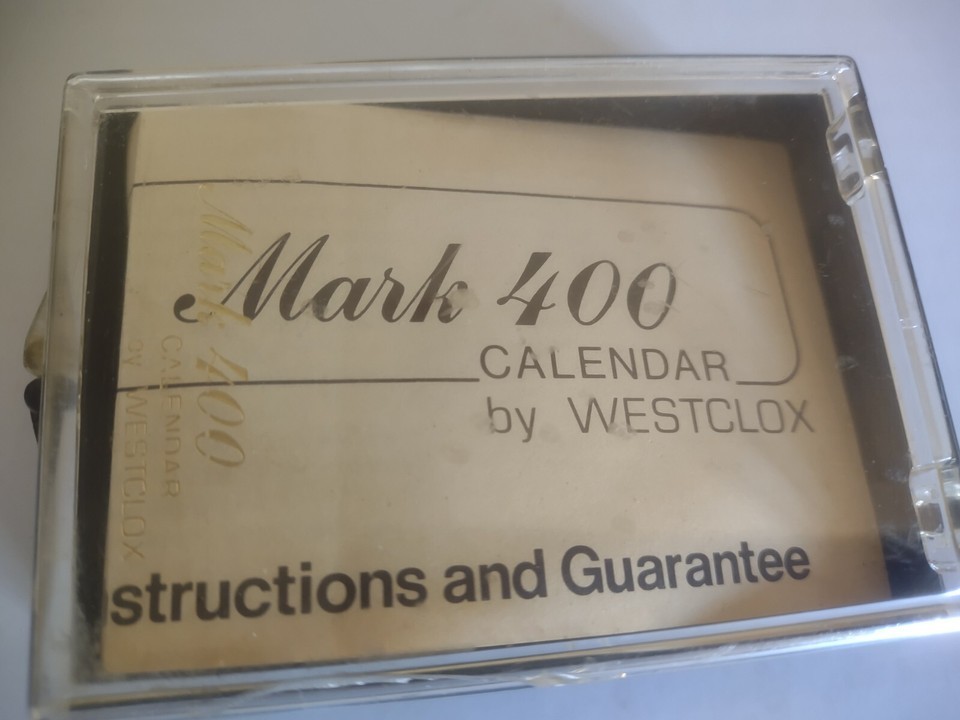 Mark 400
CALENDAR
by WESTCLOX
structions and Guarantee
Mark 400
CALENDAR
by WESTCLOX